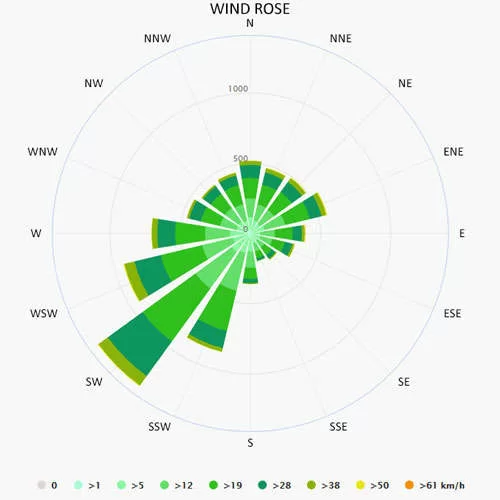 WIND ROSE
N
NNW
NNE
NW
NE
1000
WNW
ENE
500
W
0
E
WSW
ESE
SW
SE
SSW
SSE
S
0 >1 >5 >12 >19 >28 >38 >50 >61 km/h